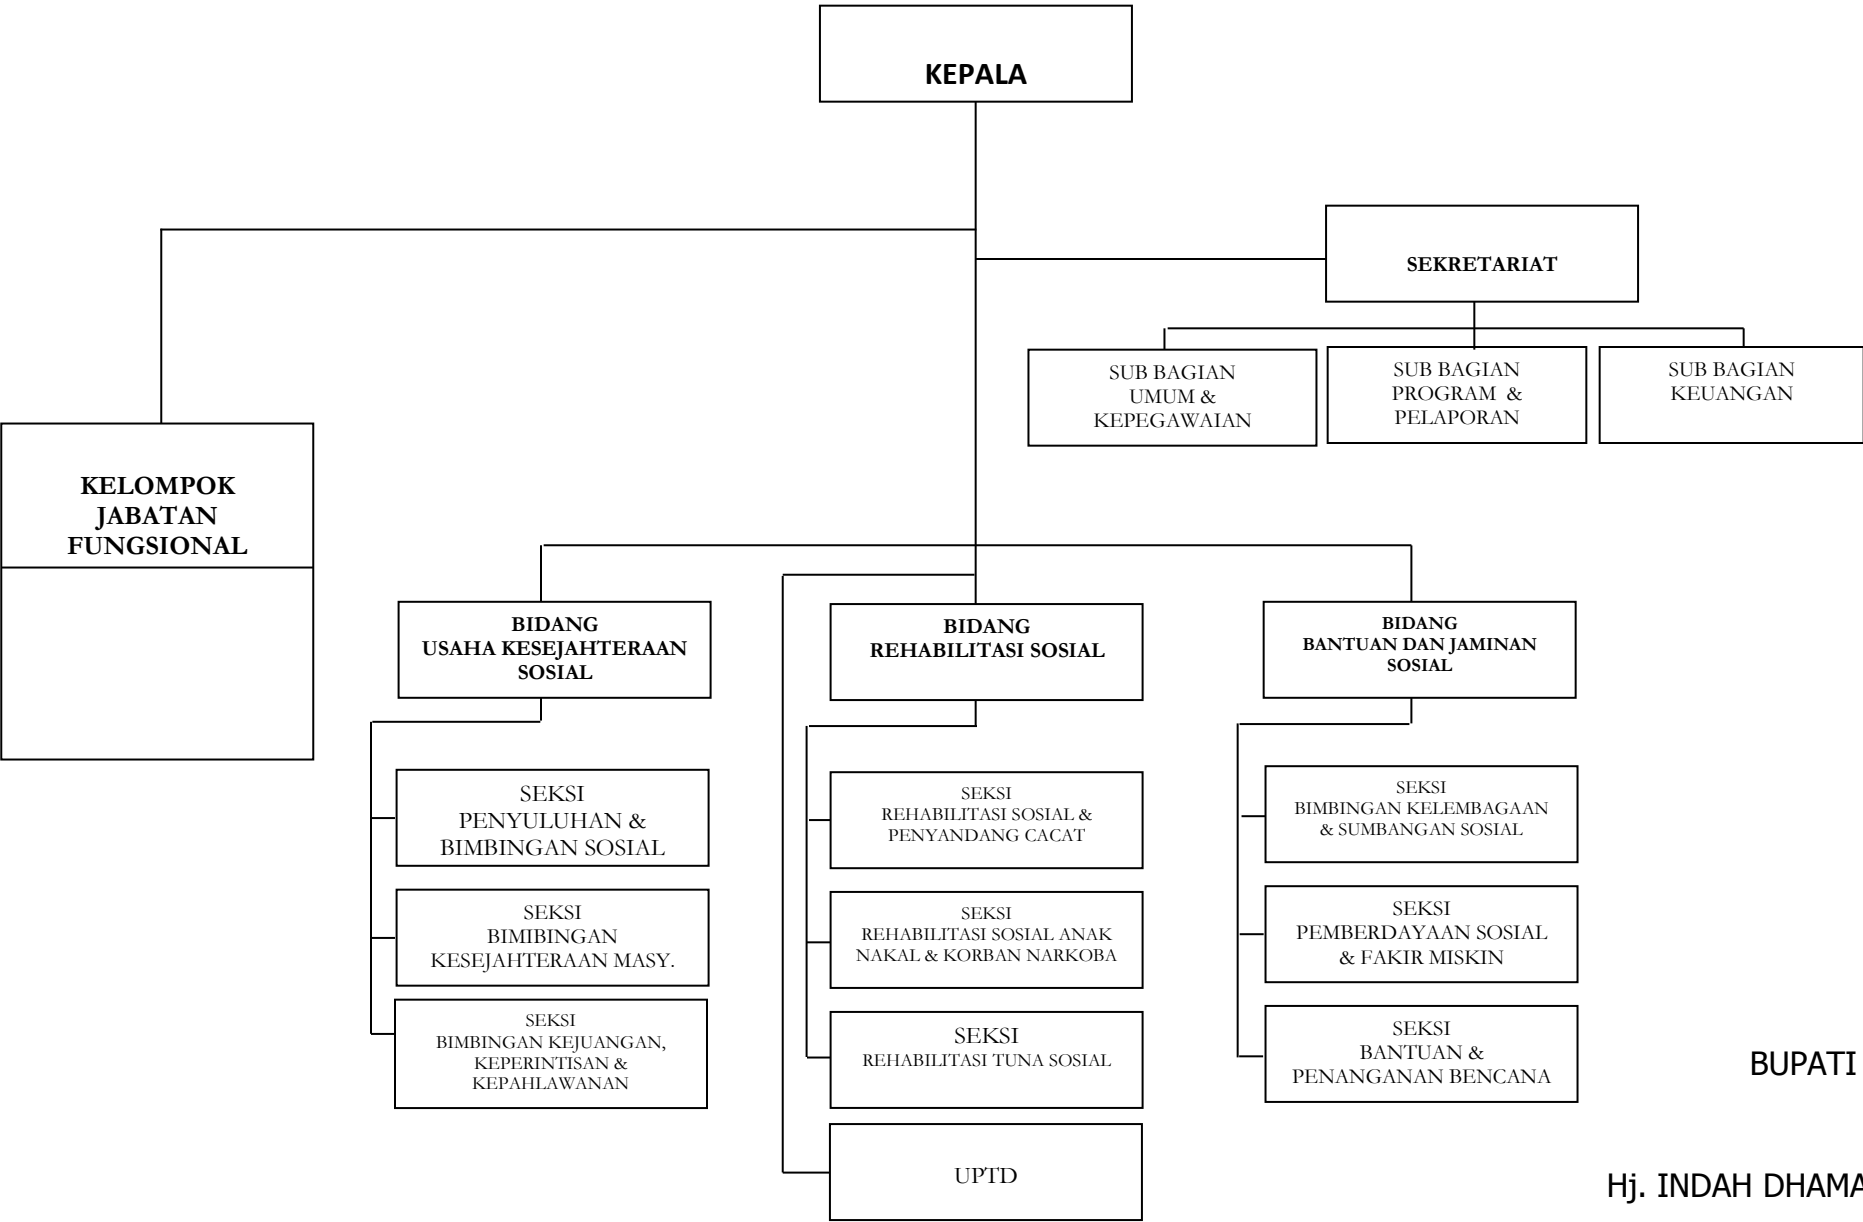 KEPALA
SEKRETARIAT
SUB BAGIAN
UMUM &
KEPEGAWAIAN
SUB BAGIAN
PROGRAM &
PELAPORAN
SUB BAGIAN
KEUANGAN
KELOMPOK
JABATAN
FUNGSIONAL
BIDANG
USAHA KESEJAHTERAAN
SOSIAL
BIDANG
REHABILITASI SOSIAL
BIDANG
BANTUAN DAN JAMINAN
SOSIAL
SEKSI
PENYULUHAN &
BIMBINGAN SOSIAL
SEKSI
BIMIBINGAN
KESEJAHTERAAN MASY.
SEKSI
BIMBINGAN KEJUANGAN,
KEPERINTISAN &
KEPAHLAWANAN
SEKSI
REHABILITASI SOSIAL &
PENYANDANG CACAT
SEKSI
REHABILITASI SOSIAL ANAK
NAKAL & KORBAN NARKOBA
SEKSI
REHABILITASI TUNA SOSIAL
UPTD
SEKSI
BIMBINGAN KELEMBAGAAN
& SUMBANGAN SOSIAL
SEKSI
PEMBERDAYAAN SOSIAL
& FAKIR MISKIN
SEKSI
BANTUAN &
PENANGANAN BENCANA
BUPATI
Hj. INDAH DHAMA